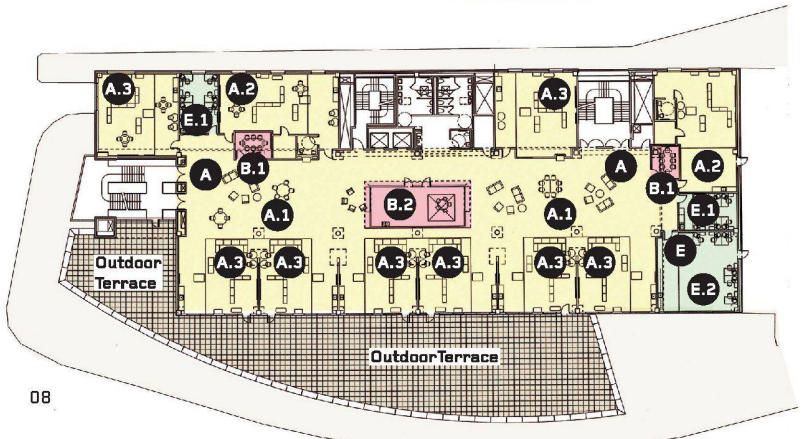 A.3
A.2
A.3
E.1
B.1
A
A
B.1
A.2
B.2
A.1
A.1
E.1
E
A.3
A.3
A.3
A.3
A.3
A.3
E.2
Outdoor
Terrace
OutdoorTerrace
08